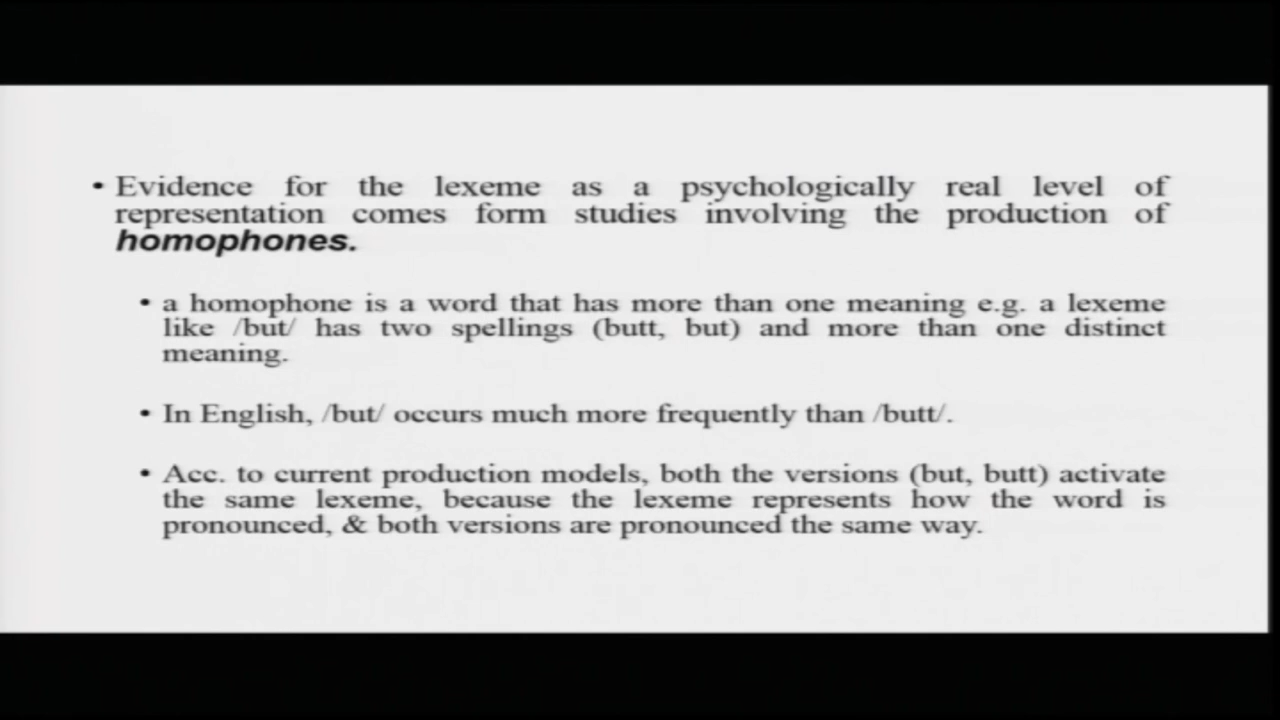 • Evidence for the lexeme as a psychologically real level of
representation comes form studies involving the production of
homophones.
• a homophone is a word that has more than one meaning e.g. a lexeme
like /but/ has two spellings (butt, but) and more than one distinct
meaning.
• In English, /but/ occurs much more frequently than /butt/.
• Acc. to current production models, both the versions (but, butt) activate
the same lexeme, because the lexeme represents how the word is
pronounced, & both versions are pronounced the same way.